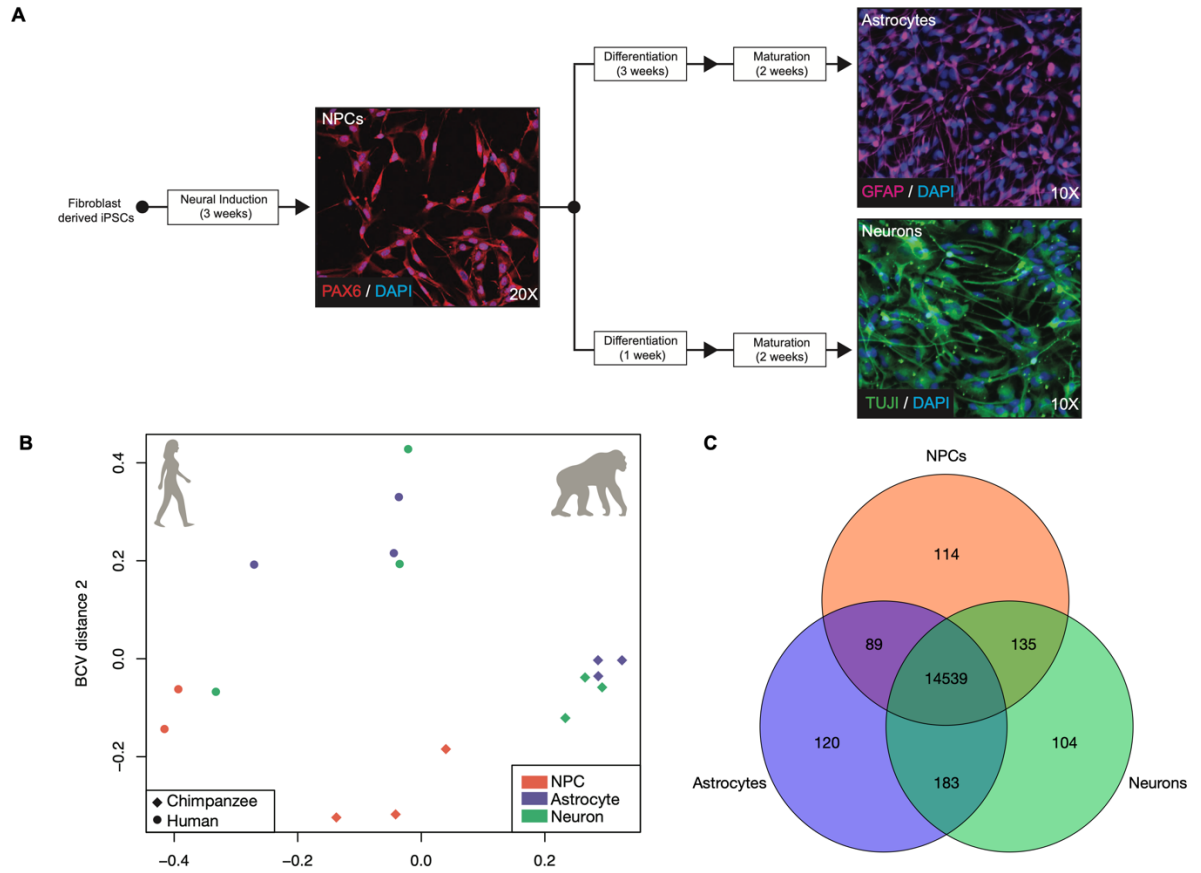 A
Fibroblast
derived iPSCs
Neural Induction
(3 weeks)
NPCs
PAX6 / DAPI
20X
Differentiation
(3 weeks)
Maturation
(2 weeks)
Astrocytes
GFAP / DAPI
10X
Differentiation
(1 week)
Maturation
(2 weeks)
Neurons
TUJI / DAPI
10X
B
BCV distance 2
0.4
0.2
0.0
−0.2
−0.4
−0.2
0.0
0.2
Chimpanzee
Human
NPC
Astrocyte
Neuron
C
NPCs
114
89
135
14539
120
183
104
Astrocytes
Neurons